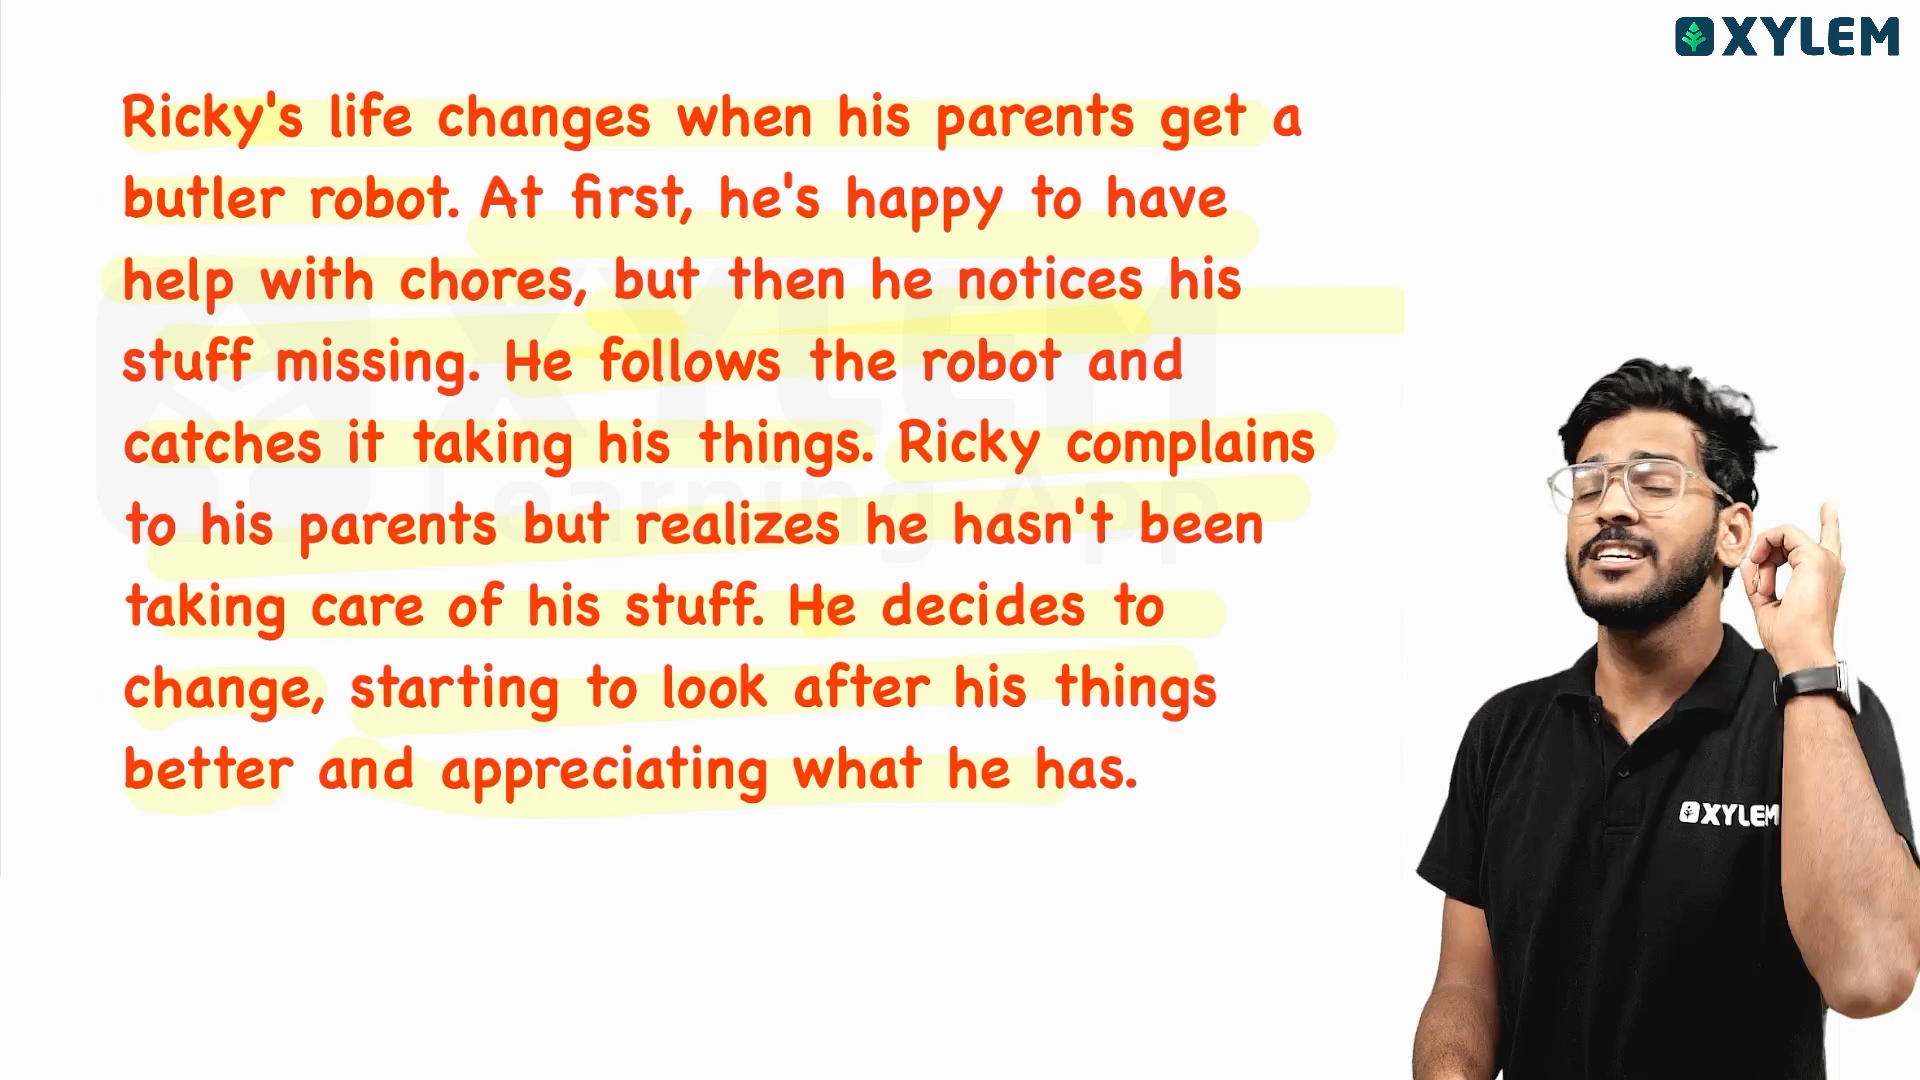 XYLEM
Ricky's life changes when his parents get a
butler robot. At first, he's happy to have
help with chores, but then he notices his
stuff missing. He follows the robot and
catches it taking his things. Ricky complains
to his parents but realizes he hasn't been
taking care of his stuff. He decides to
change, starting to look after his things
better and appreciating what he has.
XYLEM
Learning App
XYLEM